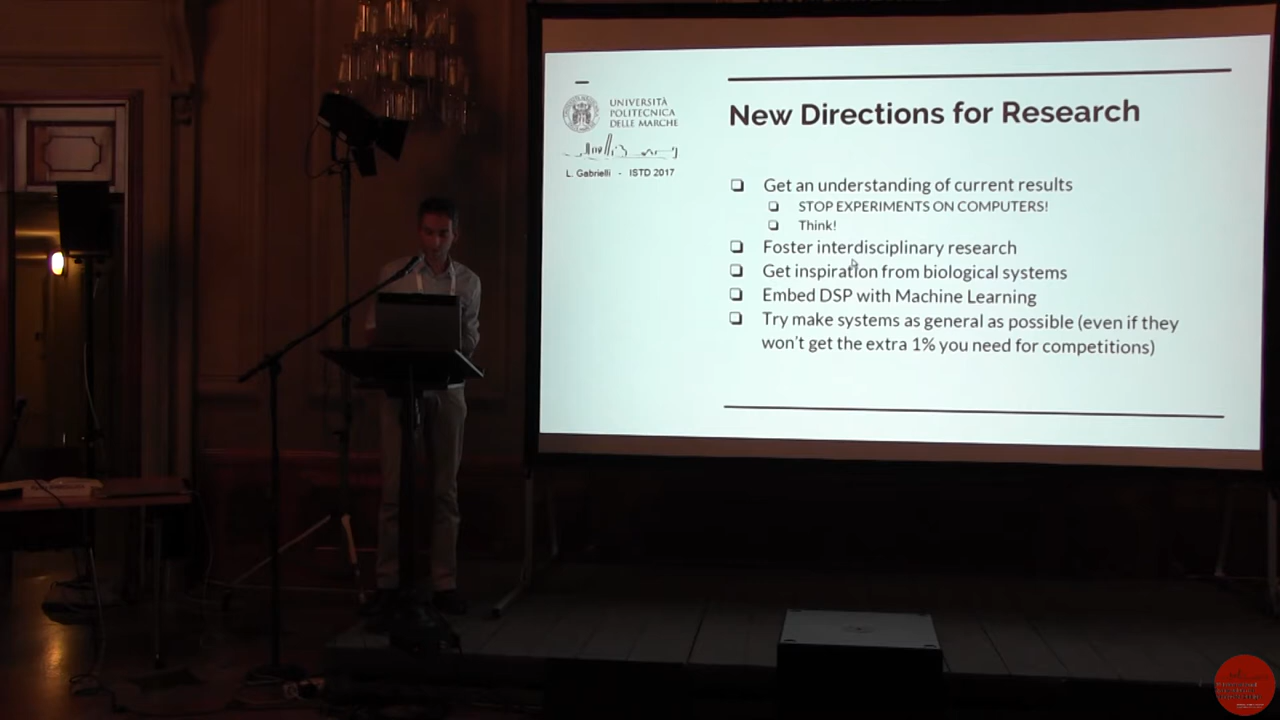 UNIVERSITÀ
POLITECNICA
DELLE MARCHE
L. Gabrielli - ISTD 2017
New Directions for Research
Get an understanding of current results
STOP EXPERIMENTS ON COMPUTERS!
Think!
Foster interdisciplinary research
Get inspiration from biological systems
Embed DSP with Machine Learning
Try make systems as general as possible (even if they
won't get the extra 1% you need for competitions)